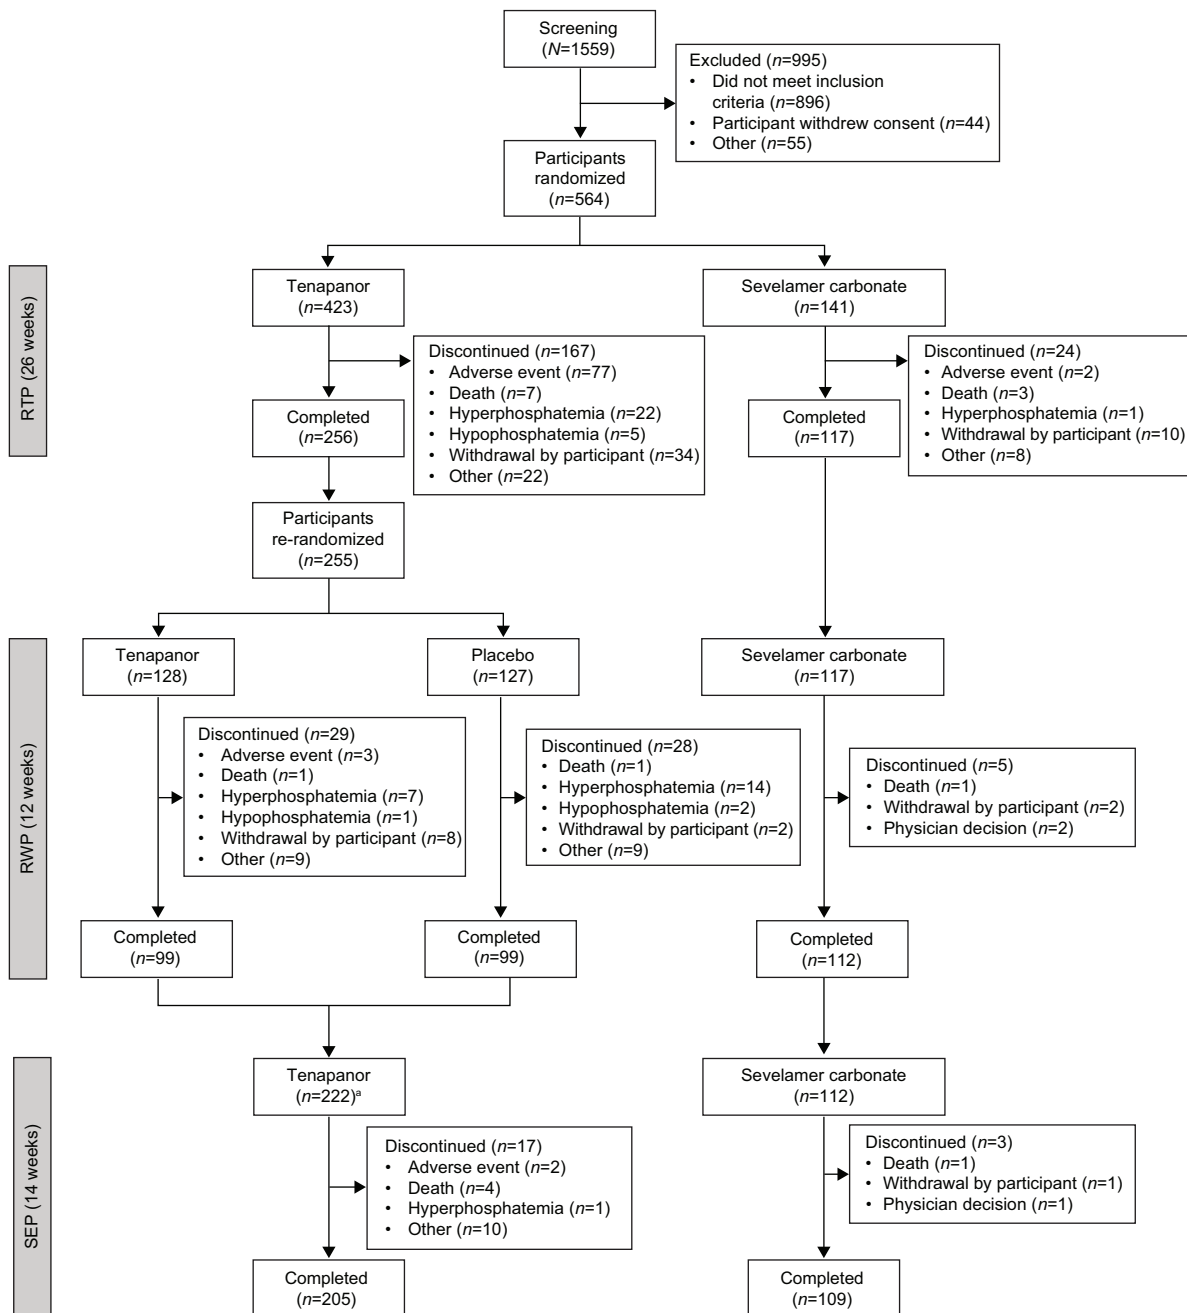 Screening
(N=1559)
Excluded (n=995)
• Did not meet inclusion
criteria (n=896)
• Participant withdrew consent (n=44)
• Other (n=55)
Participants
randomized
(n=564)
RTP (26 weeks)
Tenapanor
(n=423)
Sevelamer carbonate
(n=141)
Discontinued (n=167)
• Adverse event (n=77)
• Death (n=7)
• Hyperphosphatemia (n=22)
• Hypophosphatemia (n=5)
• Withdrawal by participant (n=34)
• Other (n=22)
Discontinued (n=24)
• Adverse event (n=2)
• Death (n=3)
• Hyperphosphatemia (n=1)
• Withdrawal by participant (n=10)
• Other (n=8)
Completed
(n=256)
Completed
(n=117)
Participants
re-randomized
(n=255)
RWP (12 weeks)
Tenapanor
(n=128)
Placebo
(n=127)
Sevelamer carbonate
(n=117)
Discontinued (n=29)
• Adverse event (n=3)
• Death (n=1)
• Hyperphosphatemia (n=7)
• Hypophosphatemia (n=1)
• Withdrawal by participant (n=8)
• Other (n=9)
Discontinued (n=28)
• Death (n=1)
• Hyperphosphatemia (n=14)
• Hypophosphatemia (n=2)
• Withdrawal by participant (n=2)
• Other (n=9)
Discontinued (n=5)
• Death (n=1)
• Withdrawal by participant (n=2)
• Physician decision (n=2)
Completed
(n=99)
Completed
(n=99)
Completed
(n=112)
SEP (14 weeks)
Tenapanor
(n=222)ª
Sevelamer carbonate
(n=112)
Discontinued (n=17)
• Adverse event (n=2)
• Death (n=4)
• Hyperphosphatemia (n=1)
• Other (n=10)
Discontinued (n=3)
• Death (n=1)
• Withdrawal by participant (n=1)
• Physician decision (n=1)
Completed
(n=205)
Completed
(n=109)